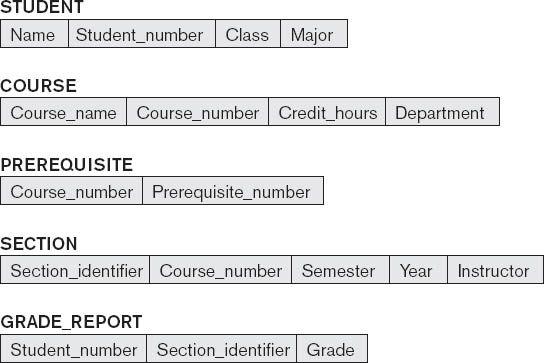 STUDENT
Name Student_number Class Major
COURSE
Course_name Course_number Credit_hours Department
PREREQUISITE
Course_number Prerequisite_number
SECTION
Section_identifier Course_number Semester Year Instructor
GRADE_REPORT
Student_number Section_identifier Grade